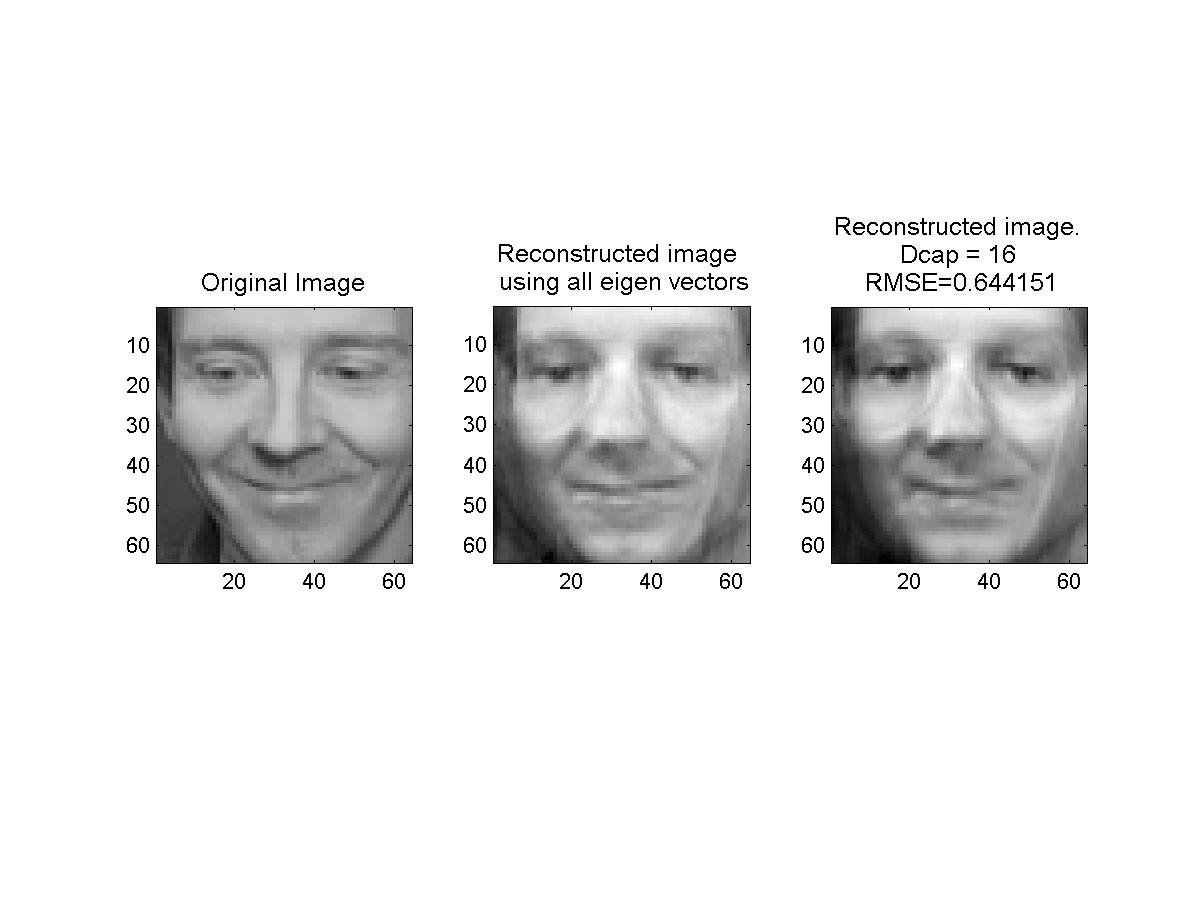 Original Image
10
20
30
40
50
60
20 40 60
Reconstructed image
using all eigen vectors
10
20
30
40
50
60
20 40 60
Reconstructed image.
Dcap = 16
RMSE=0.644151
10
20
30
40
50
60
20 40 60